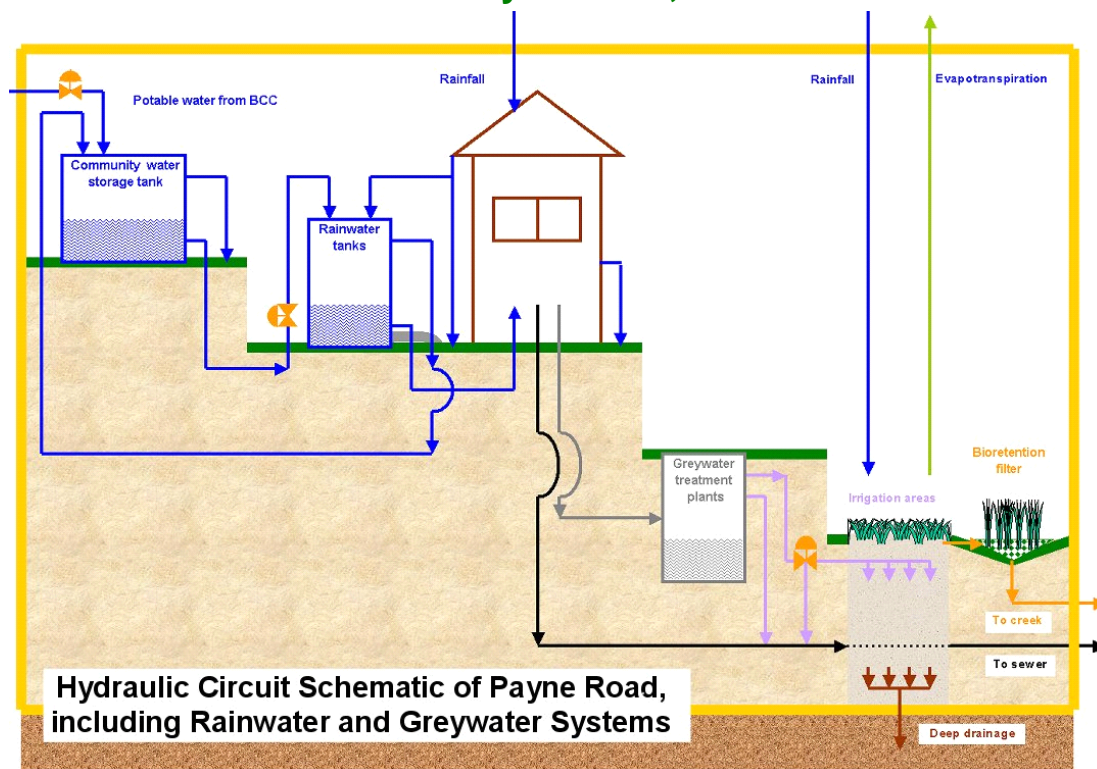 Rainfall
Rainfall
Evapotranspiration
Potable water from BCC
Community water
storage tank
Rainwater
tanks
Bioretention
filter
Greywater
treatment
plants
Irrigation areas
To creek
To sewer
Hydraulic Circuit Schematic of Payne Road,
including Rainwater and Greywater Systems
Deep drainage